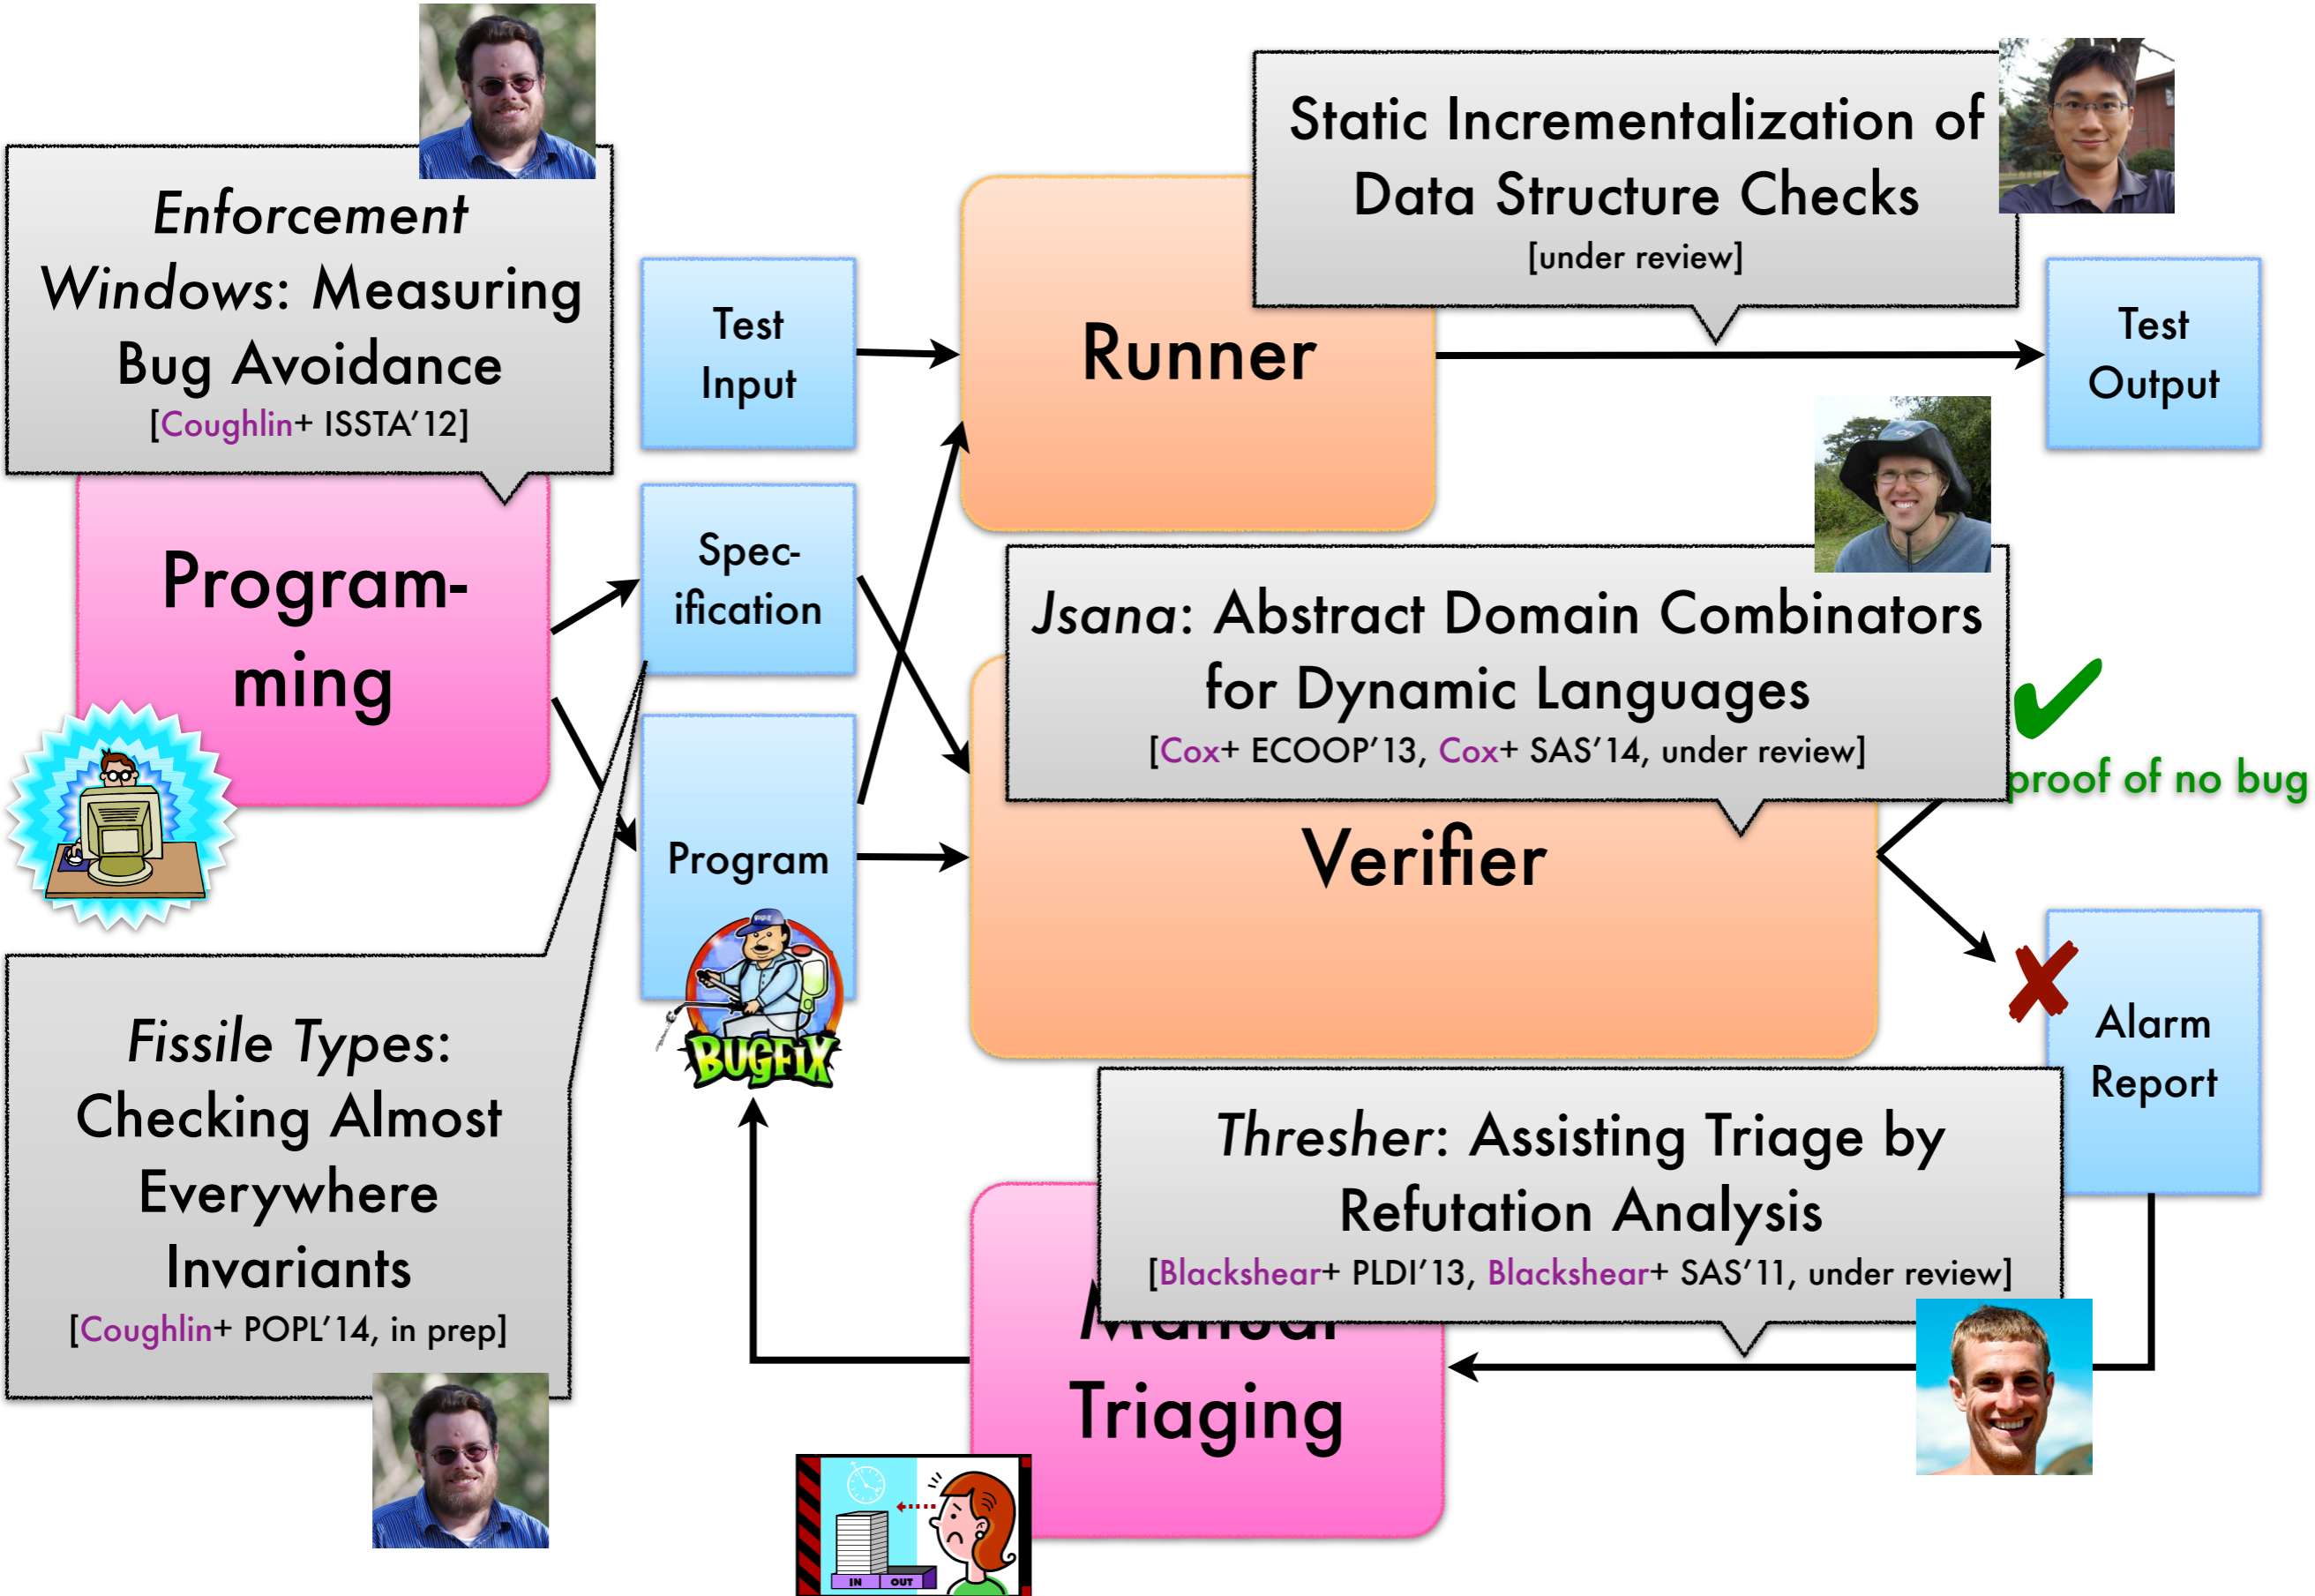 Enforcement
Windows: Measuring
Bug Avoidance
[Coughlin+ ISSTA’12]
Program-
ming
Fissile Types:
Checking Almost
Everywhere
Invariants
[Coughlin+ POPL’14, in prep]
Test
Input
Spec-
ification
Program
BUGFIX
Runner
Static Incrementalization of
Data Structure Checks
[under review]
Test
Output
Jsana: Abstract Domain Combinators
for Dynamic Languages
[Cox+ ECOOP’13, Cox+ SAS’14, under review]
Verifier
✔
proof of no bug
✘
Alarm
Report
Thresher: Assisting Triage by
Refutation Analysis
[Blackshear+ PLDI’13, Blackshear+ SAS’11, under review]
Manual
Triaging
IN OUT